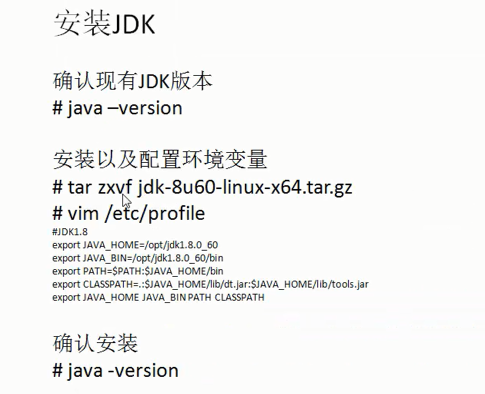 安装JDK
确认现有JDK版本
# java –version
安装以及配置环境变量
# tar zxvf jdk-8u60-linux-x64.tar.gz
# vim /etc/profile
#JDK1.8
export JAVA_HOME=/opt/jdk1.8.0_60
export JAVA_BIN=/opt/jdk1.8.0_60/bin
export PATH=$PATH:$JAVA_HOME/bin
export CLASSPATH=.:$JAVA_HOME/lib/dt.jar:$JAVA_HOME/lib/tools.jar
export JAVA_HOME JAVA_BIN PATH CLASSPATH
确认安装
# java -version